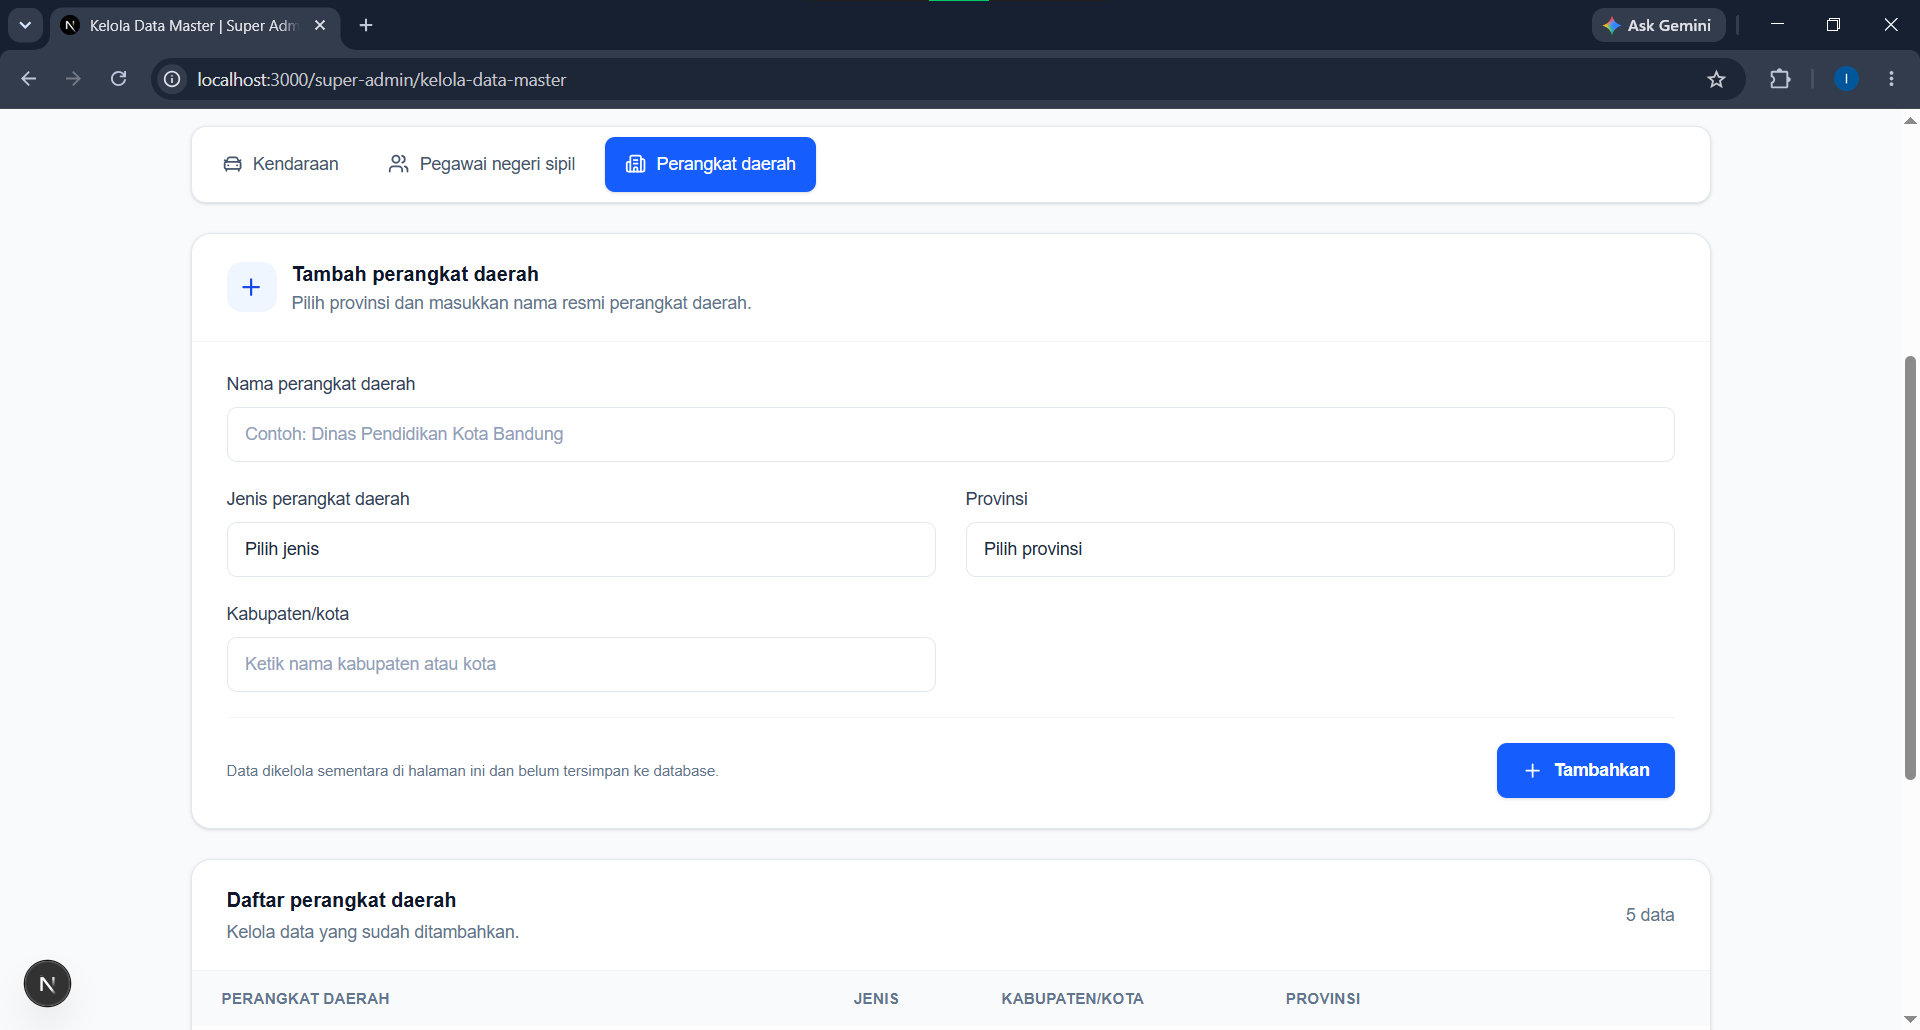 Kelola Data Master | Super Adm
Ask Gemini
localhost:3000/super-admin/kelola-data-master
I
Kendaraan
Pegawai negeri sipil
Perangkat daerah
Tambah perangkat daerah
Pilih provinsi dan masukkan nama resmi perangkat daerah.
Nama perangkat daerah
Contoh: Dinas Pendidikan Kota Bandung
Jenis perangkat daerah
Provinsi
Pilih jenis
Pilih provinsi
Kabupaten/kota
Ketik nama kabupaten atau kota
Data dikelola sementara di halaman ini dan belum tersimpan ke database.
Tambahkan
Daftar perangkat daerah
5 data
Kelola data yang sudah ditambahkan.
N
PERANGKAT DAERAH
JENIS
KABUPATEN/KOTA
PROVINSI